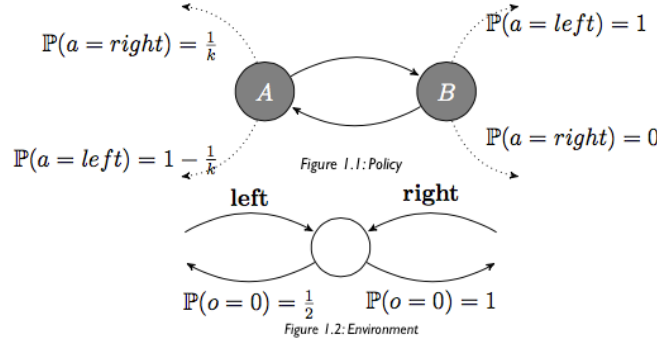 ℙ(a = right) = 1/k
ℙ(a = left) = 1
A
B
ℙ(a = left) = 1 − 1/k
ℙ(a = right) = 0
Figure 1.1: Policy
left
right
ℙ(o = 0) = 1/2
ℙ(o = 0) = 1
Figure 1.2: Environment